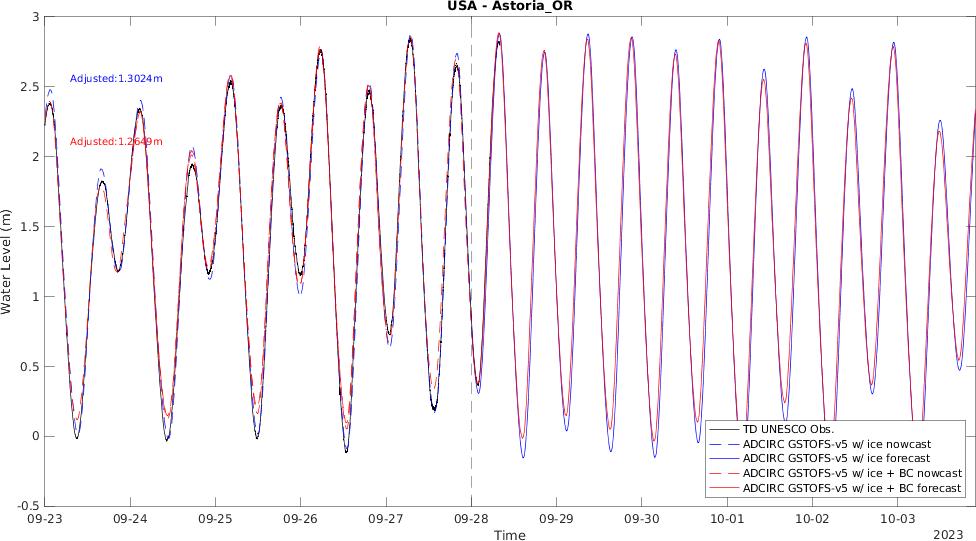 USA - Astoria_OR
3
2.5
2
1.5
1
0.5
0
-0.5
Water Level (m)
Adjusted:1.3024m
Adjusted:1.2649m
TD UNESCO Obs.
ADCIRC GSTOFS-v5 w/ ice nowcast
ADCIRC GSTOFS-v5 w/ ice forecast
ADCIRC GSTOFS-v5 w/ ice + BC nowcast
ADCIRC GSTOFS-v5 w/ ice + BC forecast
09-23 09-24 09-25 09-26 09-27 09-28 09-29 09-30 10-01 10-02 10-03
Time
2023